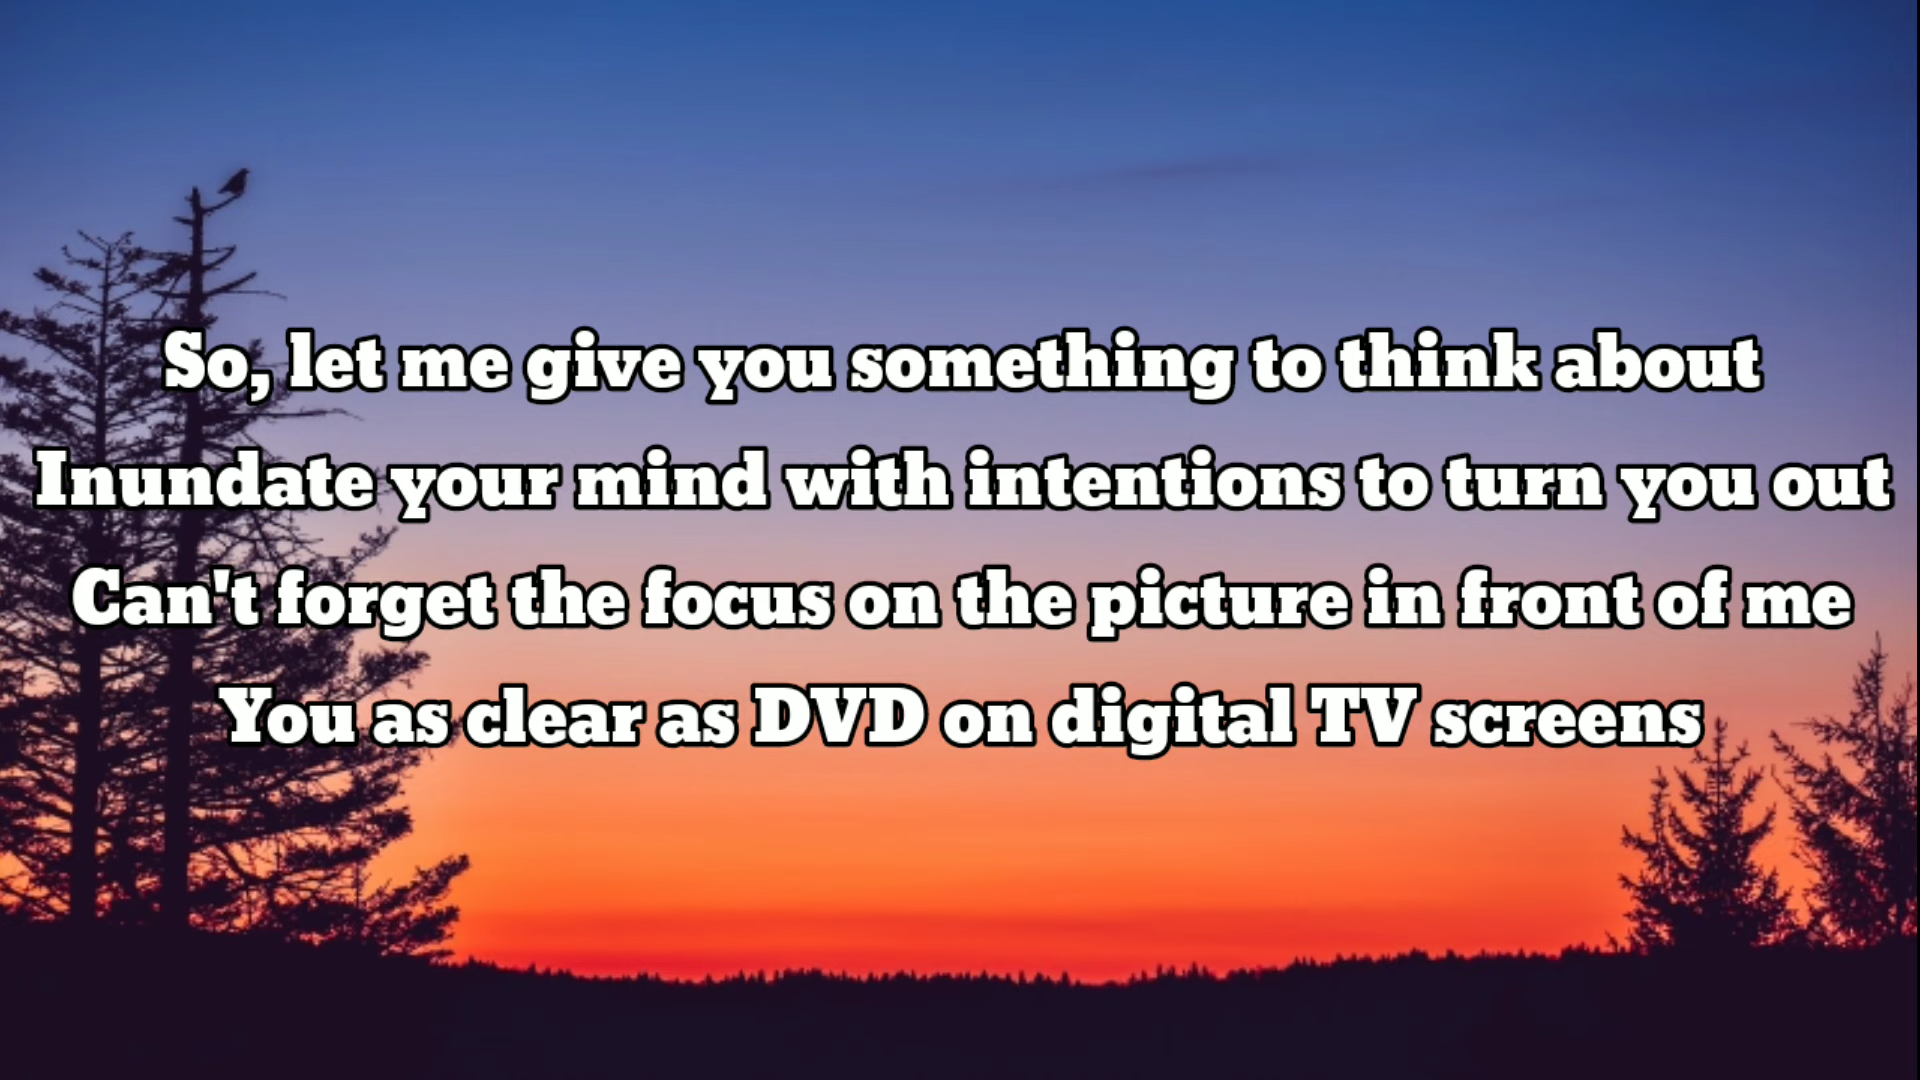 So, let me give you something to think about
Inundate your mind with intentions to turn you out
Can't forget the focus on the picture in front of me
You as clear as DVD on digital TV screens